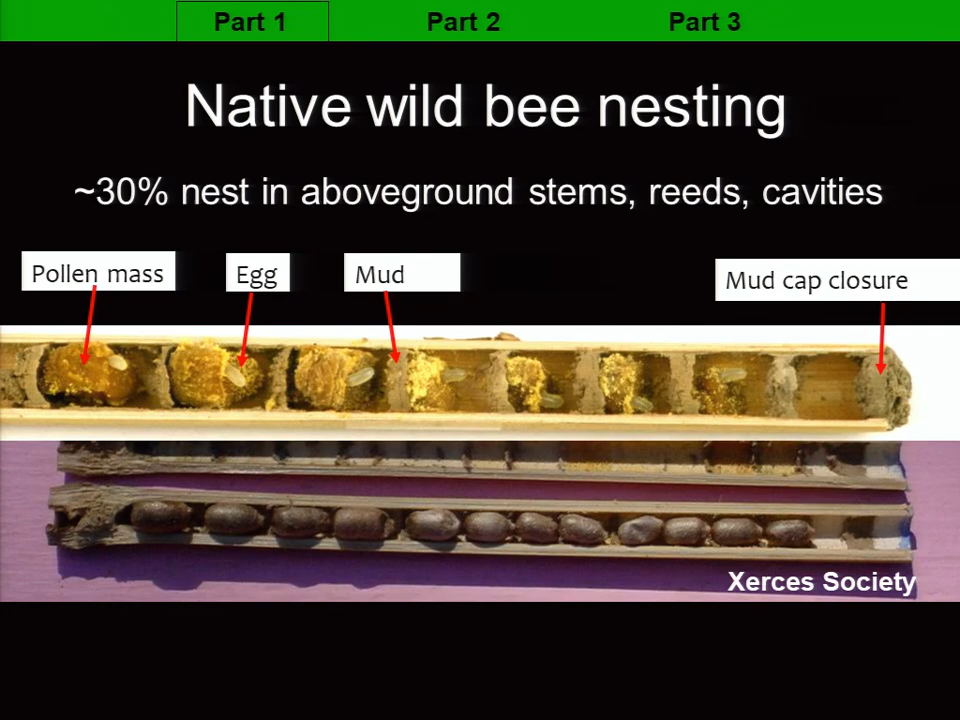 Part 1 Part 2 Part 3
Native wild bee nesting
~30% nest in aboveground stems, reeds, cavities
Pollen mass Egg Mud Mud cap closure
Xerces Society